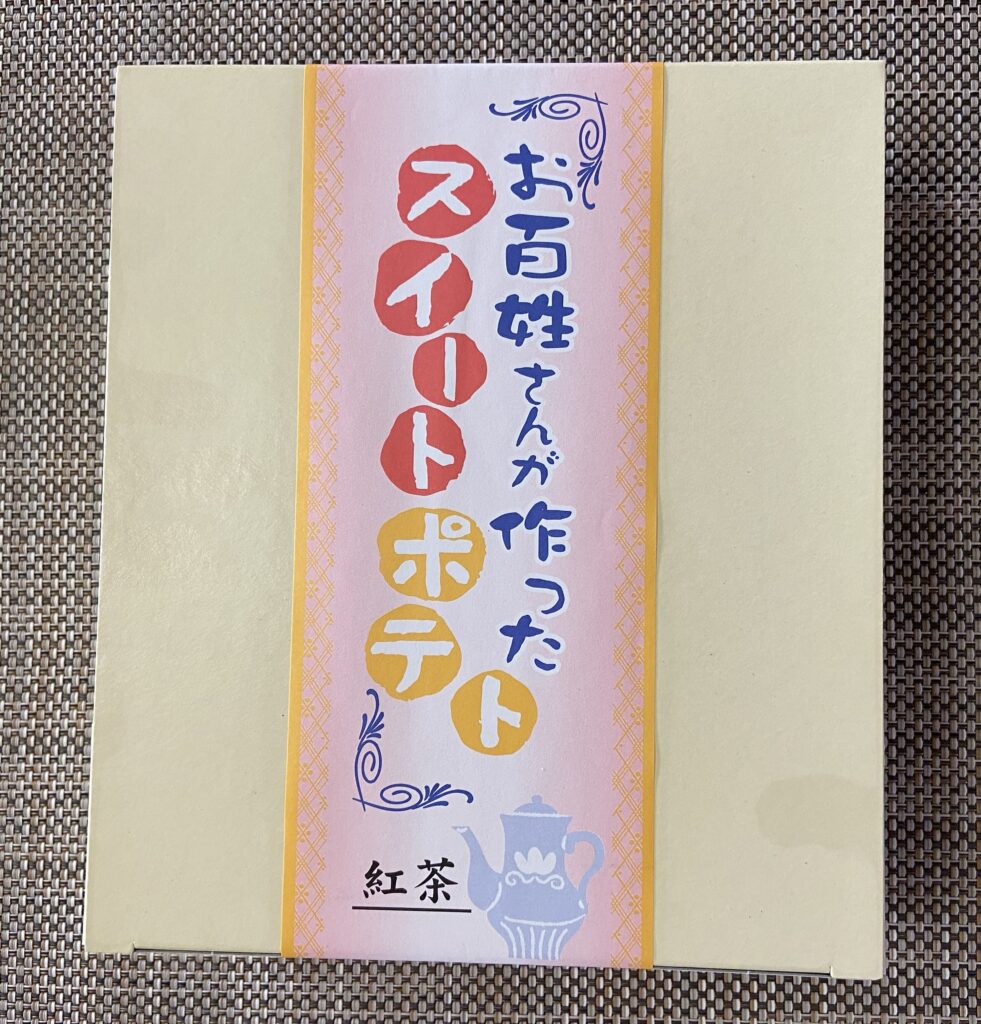 お百姓さんが作った
スイートポテト
紅茶